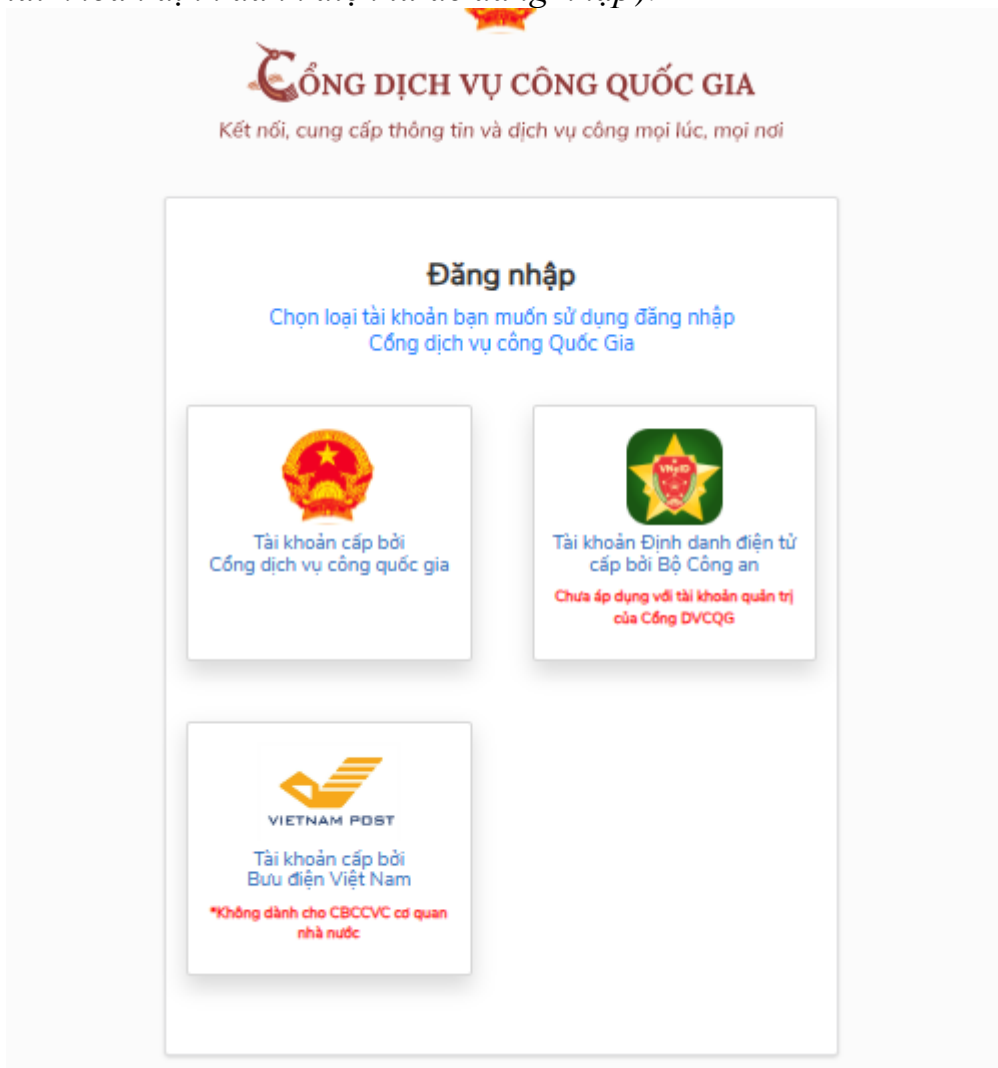 CỔNG DỊCH VỤ CÔNG QUỐC GIA
Kết nối, cung cấp thông tin và dịch vụ công mọi lúc, mọi nơi
Đăng nhập
Chọn loại tài khoản bạn muốn sử dụng đăng nhập
Cổng dịch vụ công Quốc Gia
Tài khoản cấp bởi
Cổng dịch vụ công quốc gia
VNeID
Tài khoản Định danh điện tử
cấp bởi Bộ Công an
Chưa áp dụng với tài khoản quản trị
của Cổng DVCQG
VIETNAM POST
Tài khoản cấp bởi
Bưu điện Việt Nam
*Không dành cho CBCCVC cơ quan
nhà nước